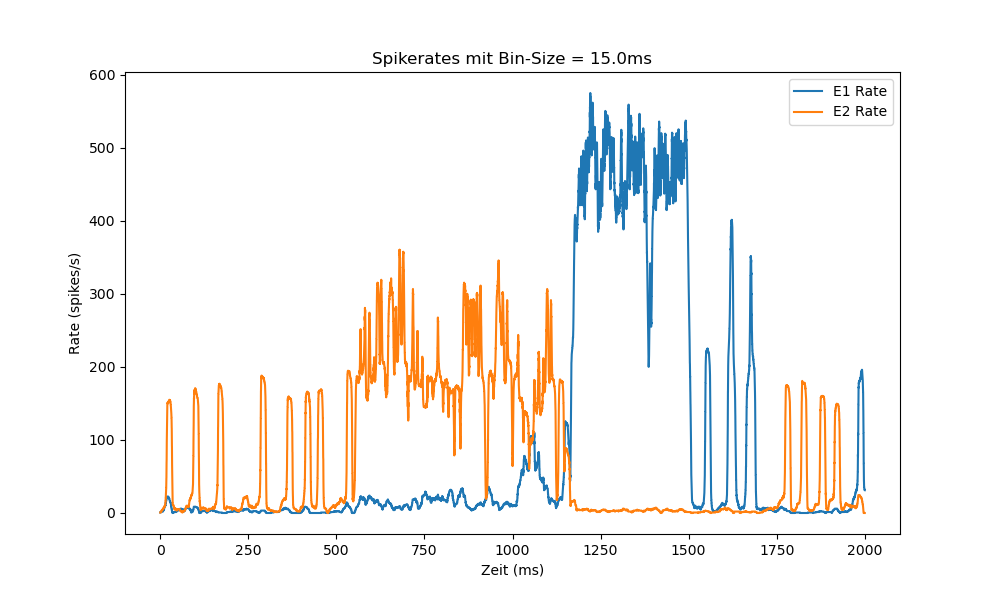 Spikerates mit Bin-Size = 15.0ms
E1 Rate
E2 Rate
Rate (spikes/s)
600
500
400
300
200
100
0
0 250 500 750 1000 1250 1500 1750 2000
Zeit (ms)